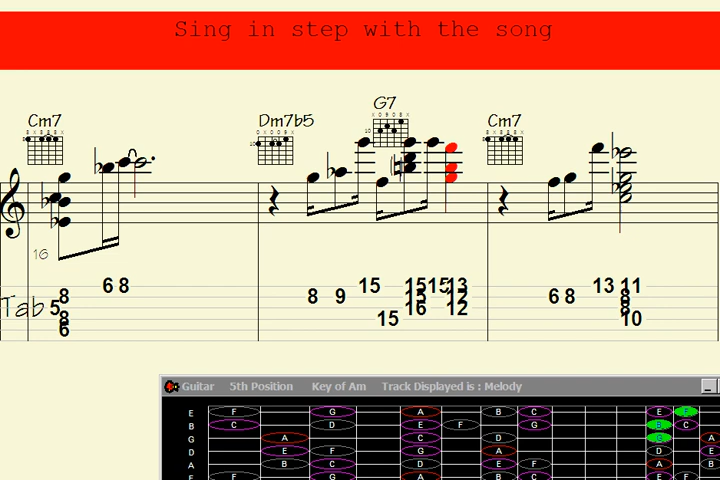 Sing in step with the song
G7
Cm7 Dm7b5 Cm7
16
6 8 15 15 15 13 13 11
8 8 9 15 12 6 8 8
Tab 5 16 12 8
8 15 10
6
Guitar 5th Position Key of Am Track Displayed is : Melody
E F G A B C E F
B C D E F G B C
G A C D G A
D E F G A D E
A B C D E F A B
F G